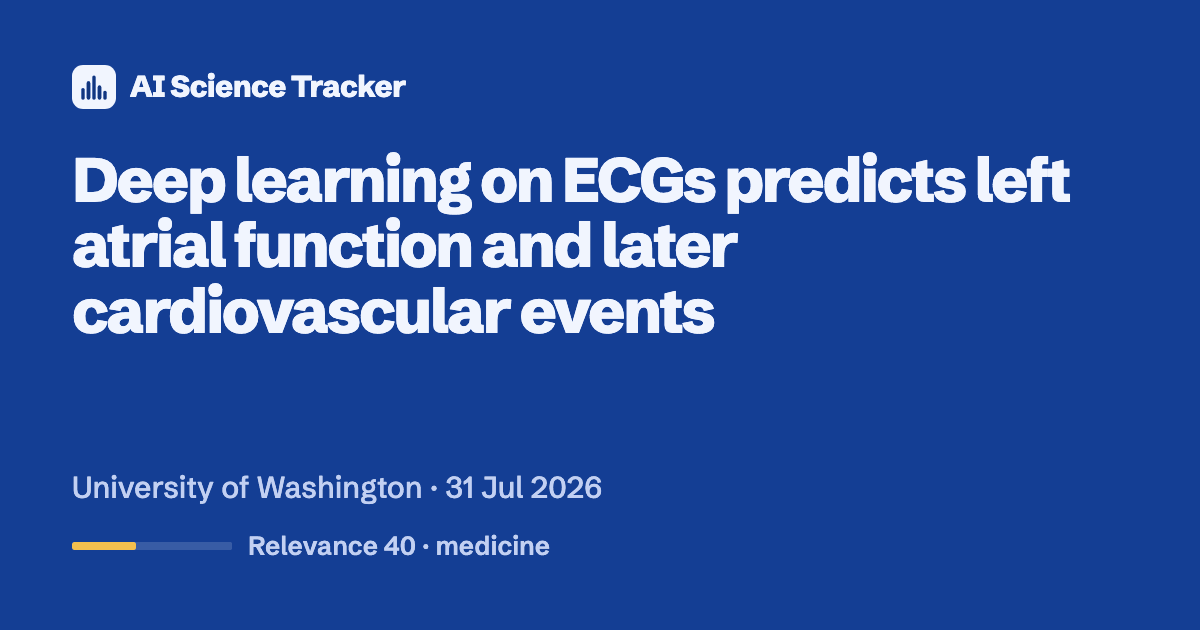 AI Science Tracker
Deep learning on ECGs predicts left
atrial function and later
cardiovascular events
University of Washington · 31 Jul 2026
Relevance 40 · medicine